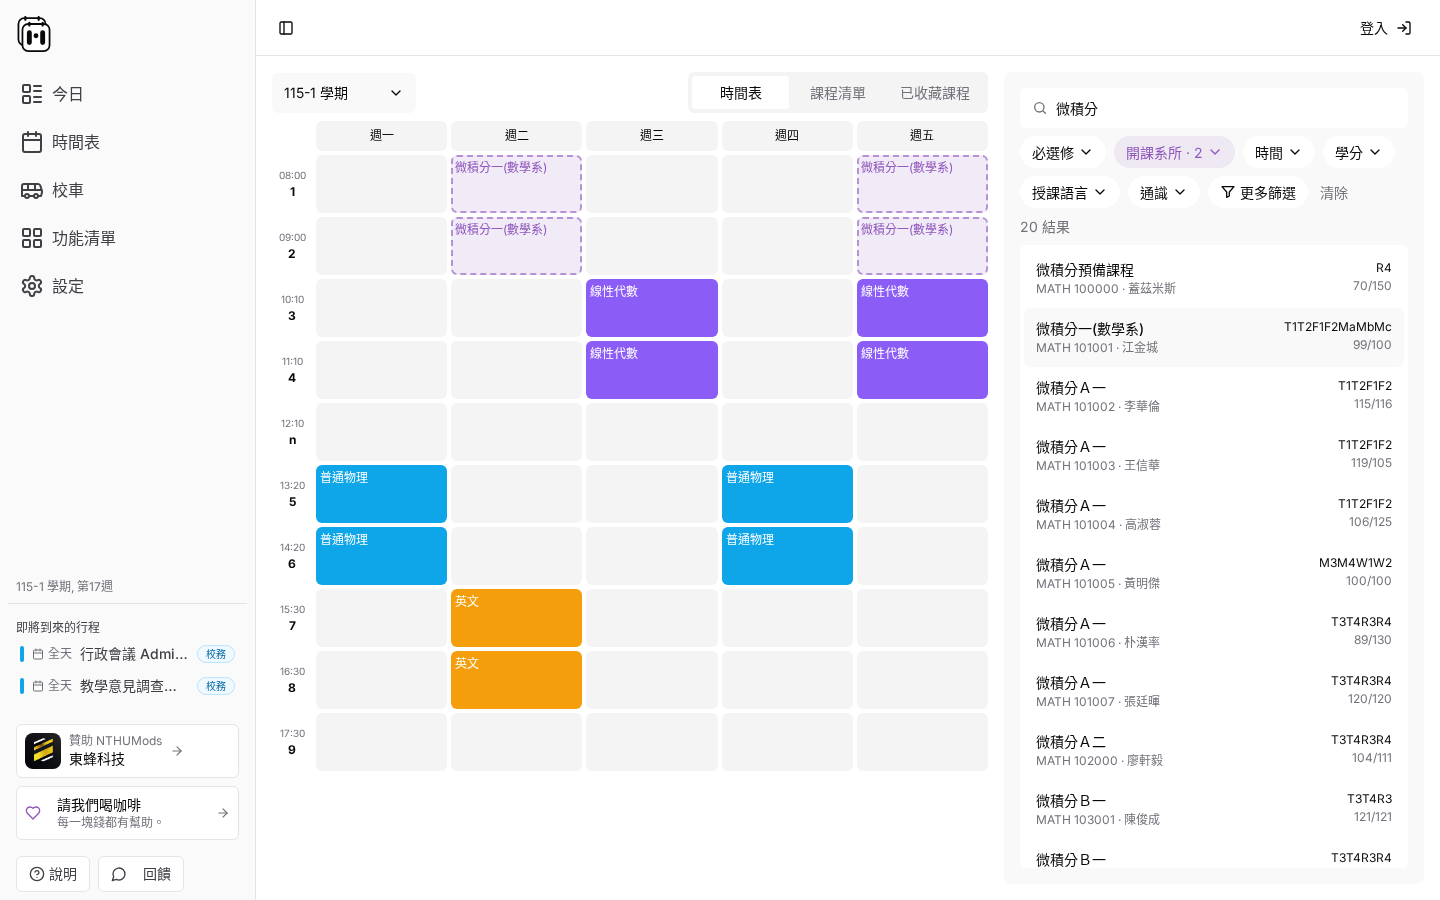 今日
時間表
校車
功能清單
設定
115-1 學期, 第17週
即將到來的行程
全天 行政會議 Admi... 校務
全天 教學意見調查... 校務
贊助 NTHUMods
東蜂科技
請我們喝咖啡
每一塊錢都有幫助。
說明 回饋
登入
115-1 學期 時間表 課程清單 已收藏課程
週一 週二 週三 週四 週五
08:00 微積分一(數學系) 微積分一(數學系)
1
09:00 微積分一(數學系) 微積分一(數學系)
2
10:10 線性代數 線性代數
3
11:10 線性代數 線性代數
4
12:10
n
13:20 普通物理 普通物理
5
14:20 普通物理 普通物理
6
15:30 英文
7
16:30 英文
8
17:30
9
微積分
必選修 開課系所 · 2 時間 學分
授課語言 通識 更多篩選 清除
20 結果
微積分預備課程 R4
MATH 100000 · 蓋茲米斯 70/150
微積分一(數學系) T1T2F1F2MaMbMc
MATH 101001 · 江金城 99/100
微積分Ａ一 T1T2F1F2
MATH 101002 · 李華倫 115/116
微積分Ａ一 T1T2F1F2
MATH 101003 · 王信華 119/105
微積分Ａ一 T1T2F1F2
MATH 101004 · 高淑蓉 106/125
微積分Ａ一 M3M4W1W2
MATH 101005 · 黃明傑 100/100
微積分Ａ一 T3T4R3R4
MATH 101006 · 朴漢率 89/130
微積分Ａ一 T3T4R3R4
MATH 101007 · 張廷暉 120/120
微積分Ａ二 T3T4R3R4
MATH 102000 · 廖軒毅 104/111
微積分Ｂ一 T3T4R3
MATH 103001 · 陳俊成 121/121
微積分Ｂ一 T3T4R3R4